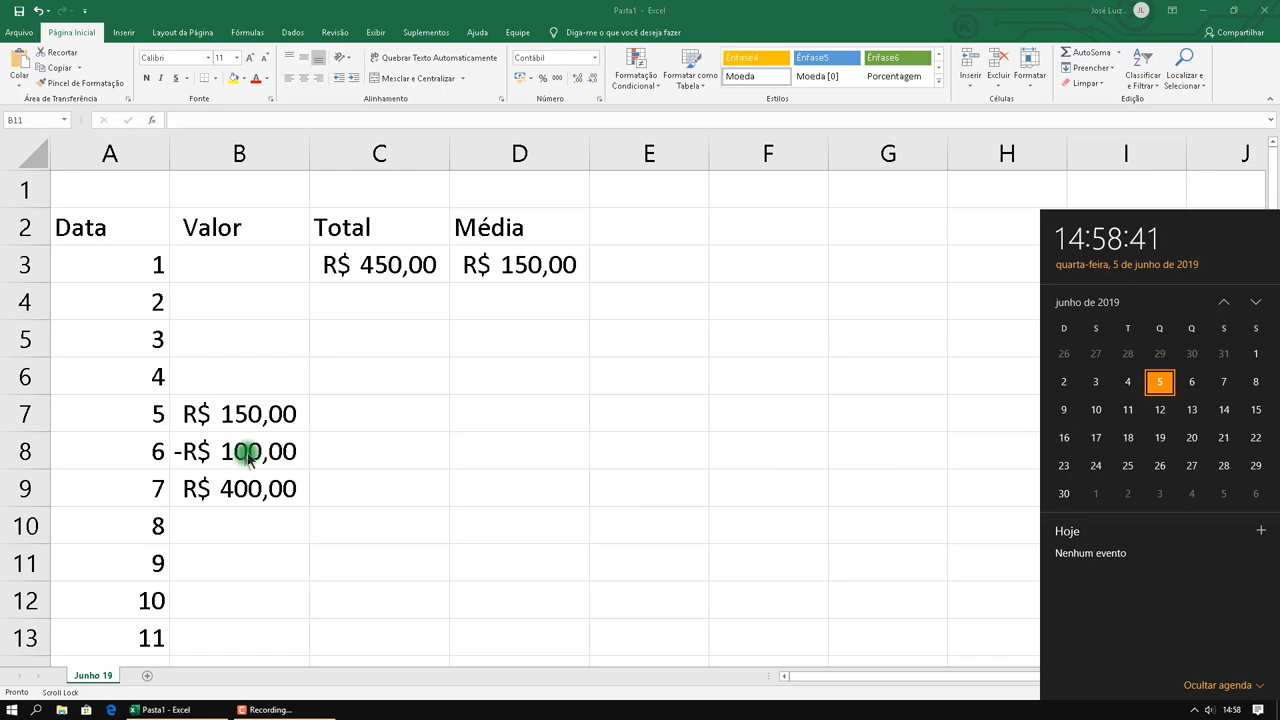 Pasta1 - Excel
José Luiz.
JL
Arquivo Página Inicial Inserir Layout da Página Fórmulas Dados Revisão Exibir Suplementos Ajuda Equipe Diga-me o que você deseja fazer Compartilhar
Colar
Recortar
Copiar
Pincel de Formatação
Área de Transferência
Calibri 11
N I S
Fonte
Quebrar Texto Automaticamente
Mesclar e Centralizar
Alinhamento
Contábil
% 000
Número
Formatação Condicional
Formatar como Tabela
Ênfase4 Ênfase5 Ênfase6
Moeda Moeda [0] Porcentagem
Estilos
Inserir Excluir Formatar
Células
AutoSoma
Preencher
Limpar
Classificar e Filtrar
Localizar e Selecionar
Edição
B11
fx
A B C D E F G H I J
1
2 Data Valor Total Média
3 1 R$ 450,00 R$ 150,00
4 2
5 3
6 4
7 5 R$ 150,00
8 6 -R$ 100,00
9 7 R$ 400,00
10 8
11 9
12 10
13 11
14:58:41
quarta-feira, 5 de junho de 2019
junho de 2019
D S T Q Q S S
26 27 28 29 30 31 1
2 3 4 5 6 7 8
9 10 11 12 13 14 15
16 17 18 19 20 21 22
23 24 25 26 27 28 29
30 1 2 3 4 5 6
Hoje
Nenhum evento
Ocultar agenda
Junho 19
Pronto Scroll Lock
Pasta1 - Excel
Recording...
14:58